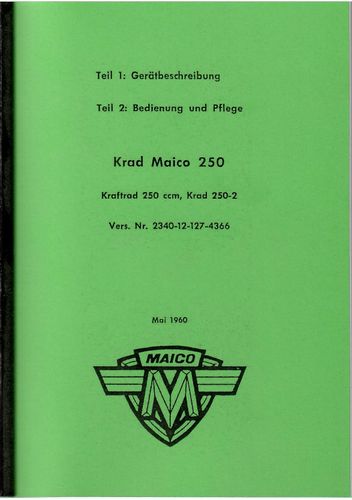 Teil 1: Gerätbeschreibung
Teil 2: Bedienung und Pflege
Krad Maico 250
Kraftrad 250 ccm, Krad 250-2
Vers. Nr. 2340-12-127-4366
Mai 1960
MAICO
M